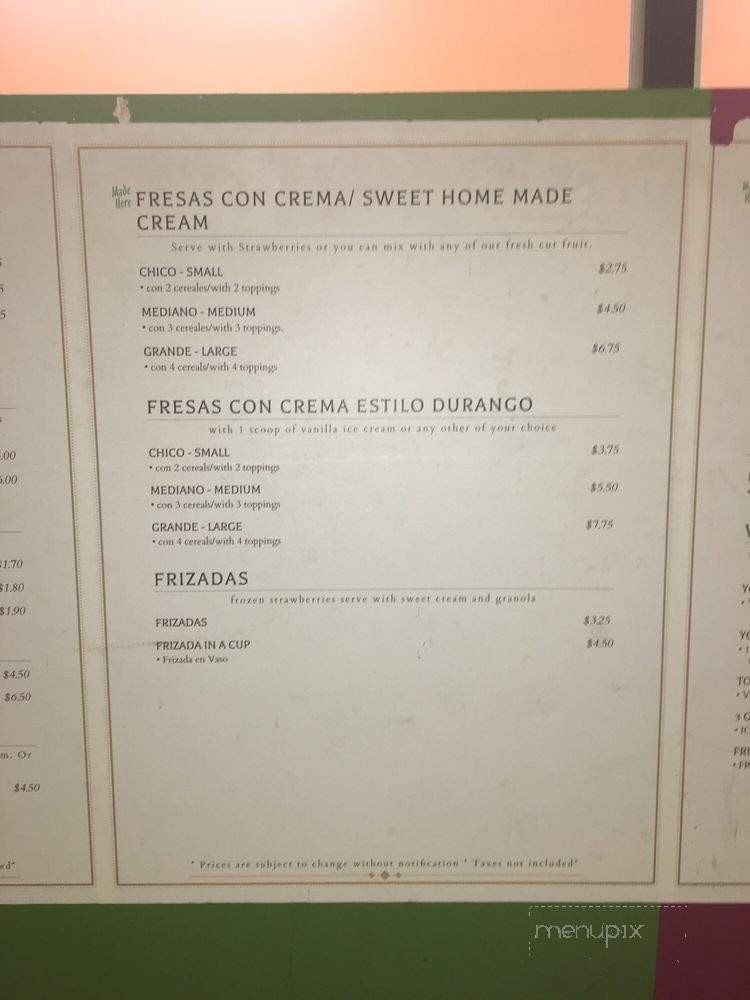 Made
Here
FRESAS CON CREMA/ SWEET HOME MADE
CREAM
Serve with Strawberries or you can mix with any of our fresh cut fruit.
CHICO - SMALL $2.75
• con 2 cereales/with 2 toppings
MEDIANO - MEDIUM $4.50
• con 3 cereales/with 3 toppings.
GRANDE - LARGE $6.75
• con 4 cereals/with 4 toppings
FRESAS CON CREMA ESTILO DURANGO
with 1 scoop of vanilla ice cream or any other of your choice
CHICO - SMALL $3.75
• con 2 cereals/with 2 toppings
MEDIANO - MEDIUM $5.50
• con 3 cereals/with 3 toppings
GRANDE - LARGE $7.75
• con 4 cereals/with 4 toppings
FRIZADAS
frozen strawberries serve with sweet cream and granola
FRIZADAS $3.25
FRIZADA IN A CUP $4.50
• Frizada en Vaso
* Prices are subject to change without notification * Taxes not included*
.00
$1.70
$1.80
$1.90
$4.50
$6.50
m. Or
$4.50
ed*
menupix